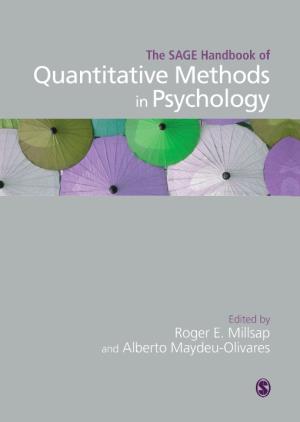 The SAGE Handbook of
Quantitative Methods
in Psychology
Edited by
Roger E. Millsap
and Alberto Maydeu-Olivares